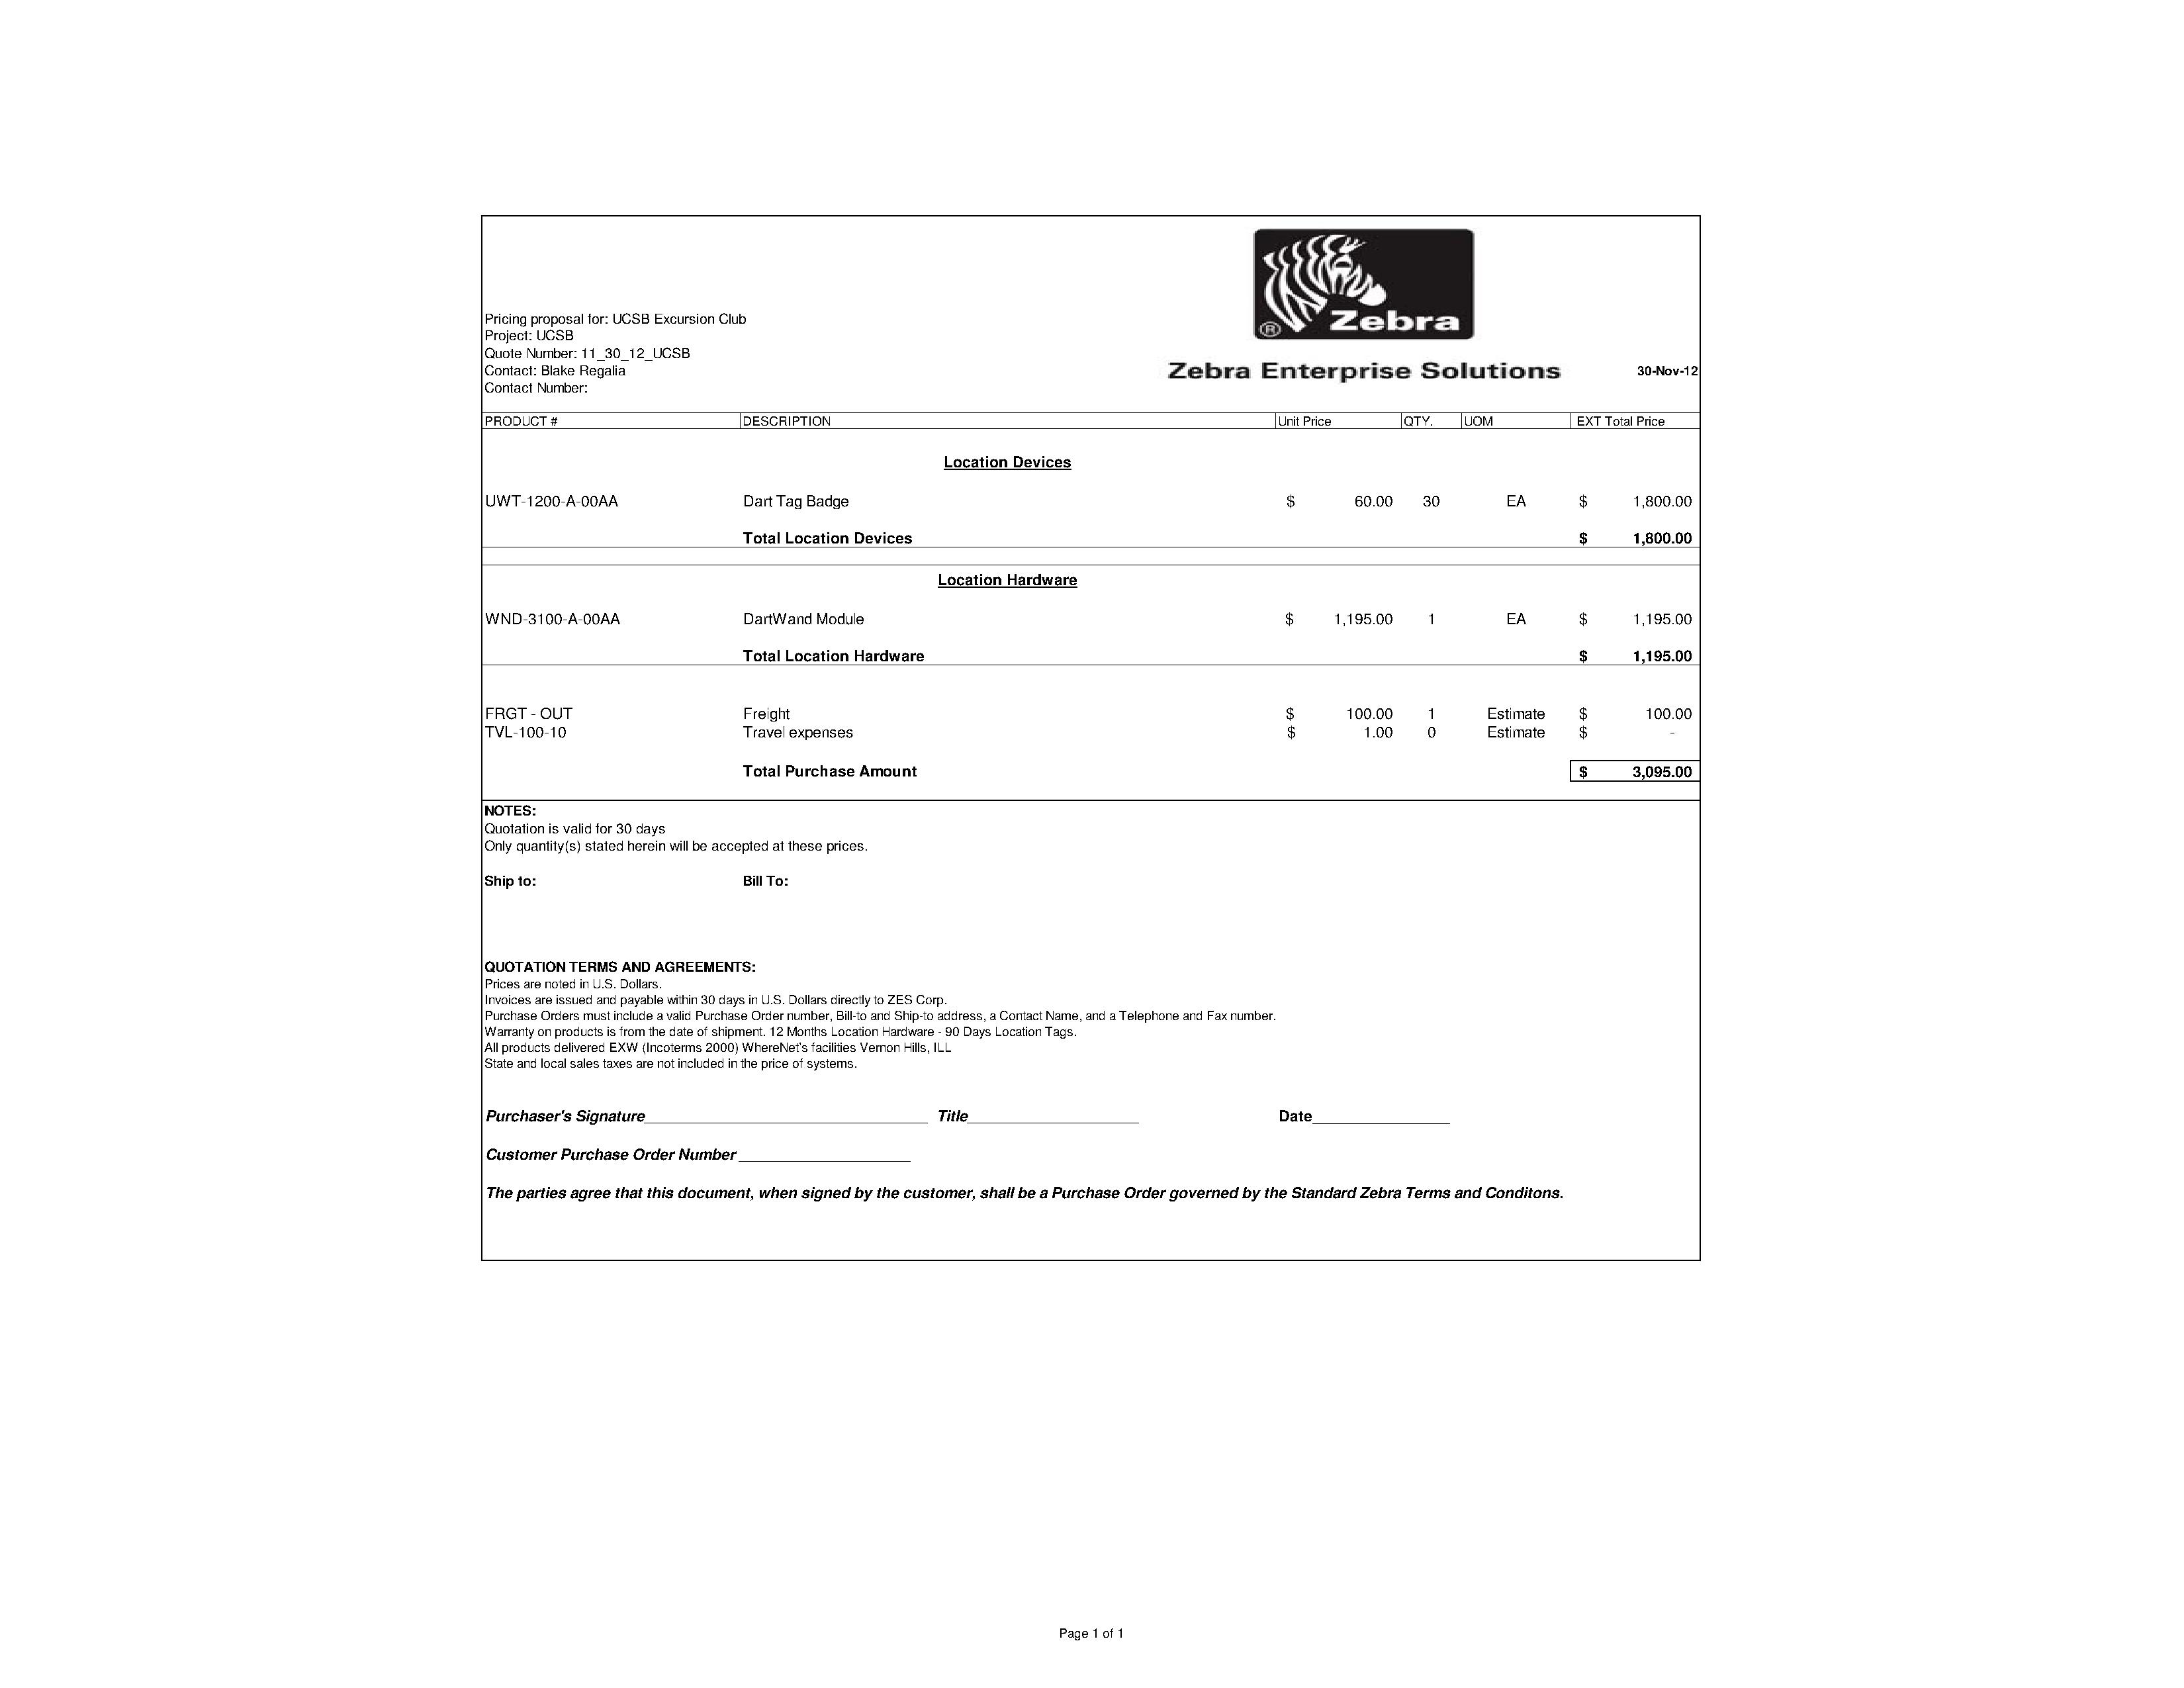 ®
Zebra
Pricing proposal for: UCSB Excursion Club
Project: UCSB
Quote Number: 11_30_12_UCSB
Contact: Blake Regalia
Zebra Enterprise Solutions 30-Nov-12
Contact Number:
PRODUCT # DESCRIPTION Unit Price QTY. UOM EXT Total Price
Location Devices
UWT-1200-A-00AA Dart Tag Badge $ 60.00 30 EA $ 1,800.00
Total Location Devices $ 1,800.00
Location Hardware
WND-3100-A-00AA DartWand Module $ 1,195.00 1 EA $ 1,195.00
Total Location Hardware $ 1,195.00
FRGT - OUT Freight $ 100.00 1 Estimate $ 100.00
TVL-100-10 Travel expenses $ 1.00 0 Estimate $ -
Total Purchase Amount $ 3,095.00
NOTES:
Quotation is valid for 30 days
Only quantity(s) stated herein will be accepted at these prices.
Ship to: Bill To:
QUOTATION TERMS AND AGREEMENTS:
Prices are noted in U.S. Dollars.
Invoices are issued and payable within 30 days in U.S. Dollars directly to ZES Corp.
Purchase Orders must include a valid Purchase Order number, Bill-to and Ship-to address, a Contact Name, and a Telephone and Fax number.
Warranty on products is from the date of shipment. 12 Months Location Hardware - 90 Days Location Tags.
All products delivered EXW (Incoterms 2000) WhereNet's facilities Vernon Hills, ILL
State and local sales taxes are not included in the price of systems.
Purchaser's Signature__________ Title__________ Date__________
Customer Purchase Order Number __________
The parties agree that this document, when signed by the customer, shall be a Purchase Order governed by the Standard Zebra Terms and Conditons.
Page 1 of 1